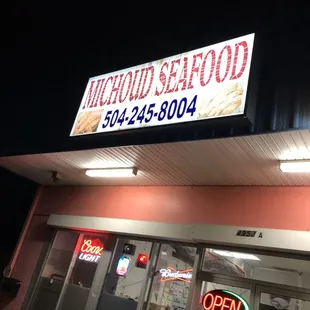 MICHOUD SEAFOOD
504-245-8004
Coors
LIGHT
Budweiser
OPEN